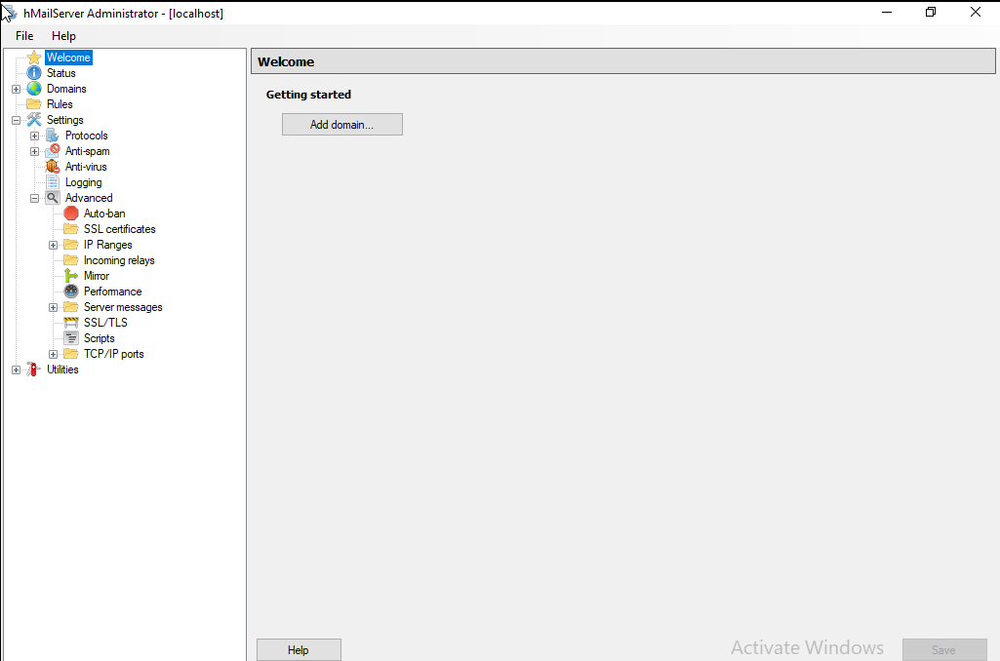 hMailServer Administrator - [localhost]
File Help
Welcome
Status
Domains
Rules
Settings
Protocols
Anti-spam
Anti-virus
Logging
Advanced
Auto-ban
SSL certificates
IP Ranges
Incoming relays
Mirror
Performance
Server messages
SSL/TLS
Scripts
TCP/IP ports
Utilities
Welcome
Getting started
Add domain...
Help
Activate Windows
Save